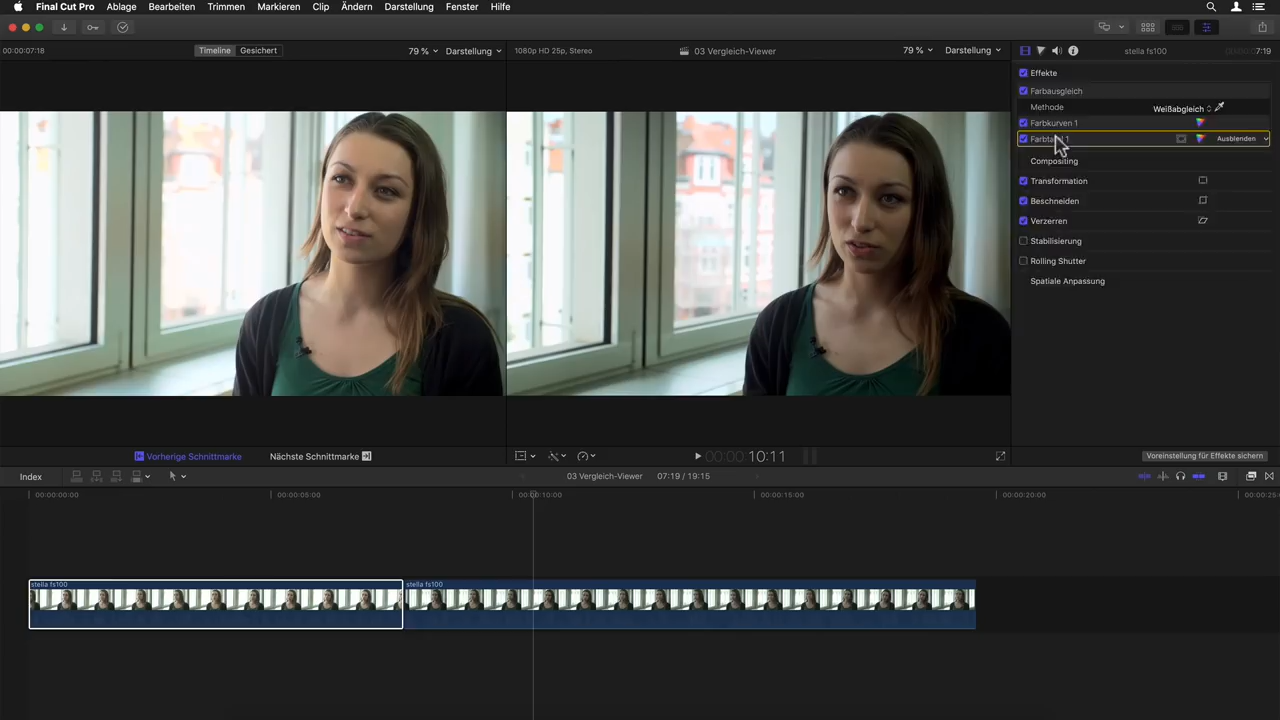 Final Cut Pro Ablage Bearbeiten Trimmen Markieren Clip Ändern Darstellung Fenster Hilfe
00:00:07:18 Timeline Gesichert 79 % Darstellung 1080p HD 25p, Stereo 03 Vergleich-Viewer 79 % Darstellung stella fs100 7:19
Effekte
Farbausgleich
Methode Weißabgleich
Farbkurven 1
1 Ausblenden
Compositing
Transformation
Beschneiden
Verzerren
Stabilisierung
Rolling Shutter
Spatiale Anpassung
Vorherige Schnittmarke Nächste Schnittmarke 00:00:10:11 Voreinstellung für Effekte sichern
Index 03 Vergleich-Viewer 07:19 / 19:15
00:00:00:00 00:00:05:00 00:00:10:00 00:00:15:00 00:00:20:00
stella fs100 stella fs100